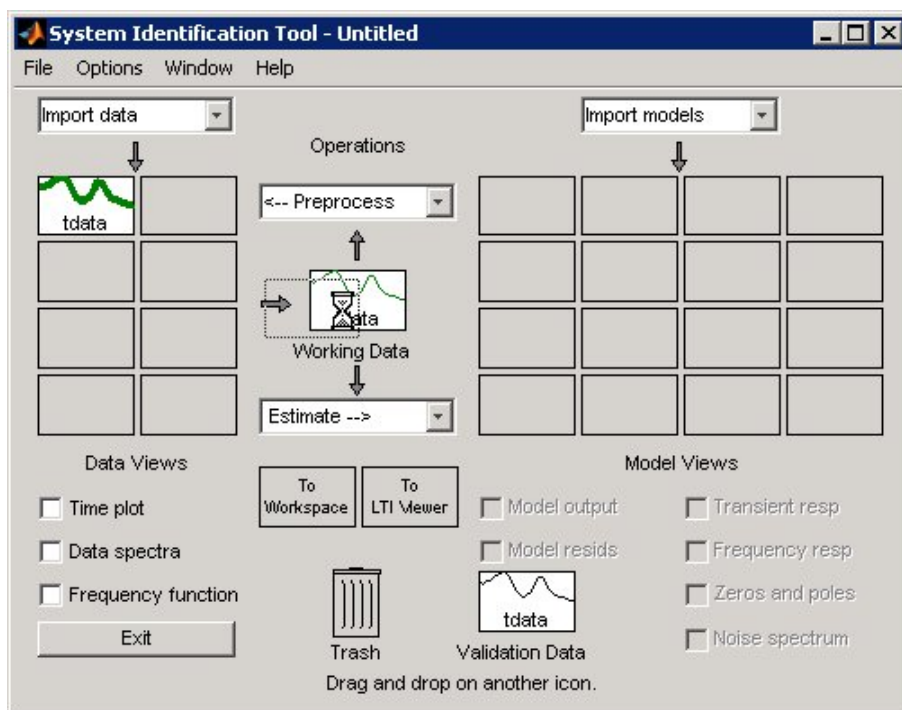 System Identification Tool - Untitled
File Options Window Help
Import data
Import models
Operations
tdata
<-- Preprocess
Working Data
Estimate -->
Data Views
Model Views
To Workspace
To LTI Viewer
Time plot
Data spectra
Frequency function
Model output
Transient resp
Model resids
Frequency resp
Zeros and poles
Noise spectrum
tdata
Exit
Trash
Validation Data
Drag and drop on another icon.